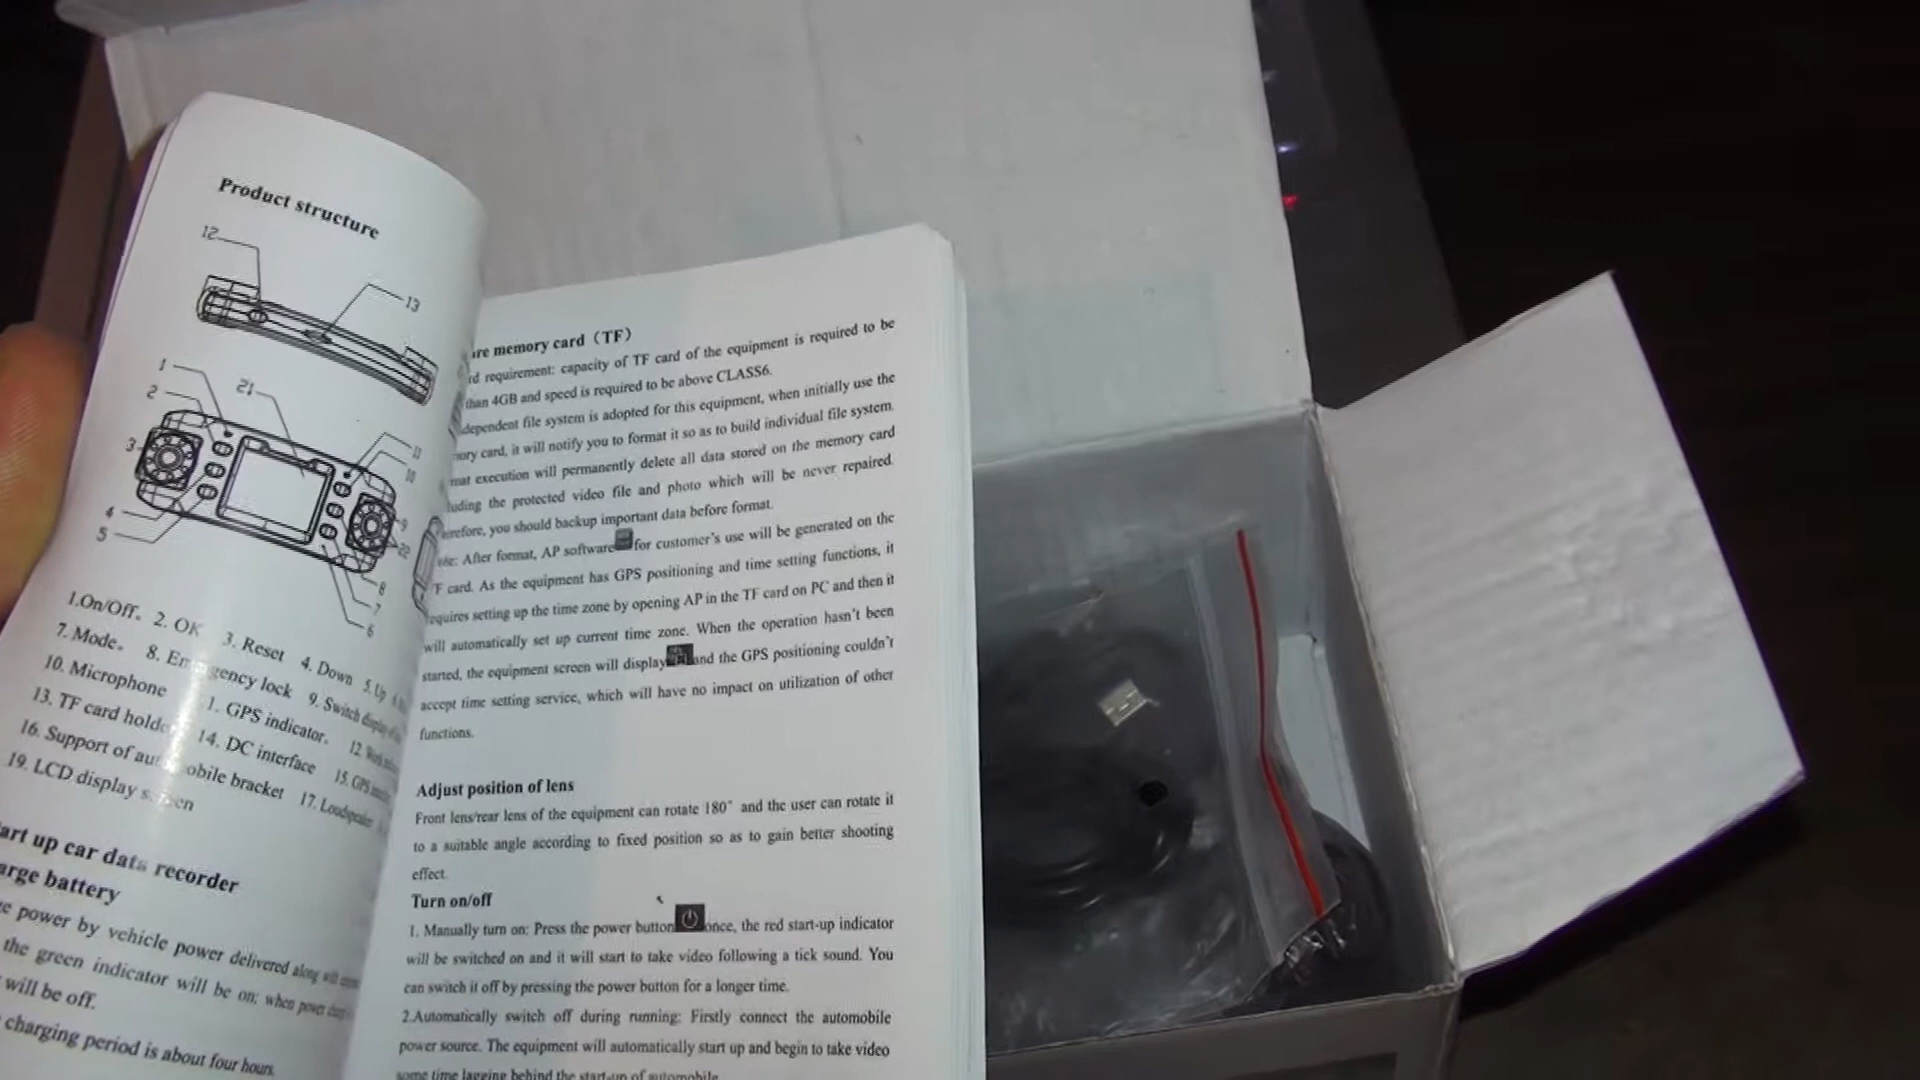 Product structure
12
13
1
2
21
3
11
10
9
22
4
5
8
7
6
1.On/Off。 2. OK 3. Reset 4. Down 5. Up
7. Mode。 8. Emergency lock 9. Switch display
10. Microphone 1. GPS indicator. 12.
13. TF card holde 14. DC interface 15. GPS
16. Support of au obile bracket 17. Loudspeaker
19. LCD display s en
art up car data recorder
arge battery
e power by vehicle power delivered along with
the green indicator will be on; when power
will be off.
charging period is about four hours.
re memory card（TF）
rd requirement: capacity of TF card of the equipment is required to be
than 4GB and speed is required to be above CLASS6.
dependent file system is adopted for this equipment, when initially use the
ory card, it will notify you to format it so as to build individual file system.
mat execution will permanently delete all data stored on the memory card
luding the protected video file and photo which will be never repaired.
erefore, you should backup important data before format.
te: After format, AP software for customer's use will be generated on the
F card. As the equipment has GPS positioning and time setting functions, it
equires setting up the time zone by opening AP in the TF card on PC and then it
will automatically set up current time zone. When the operation hasn't been
started, the equipment screen will display and the GPS positioning couldn't
accept time setting service, which will have no impact on utilization of other
functions.
Adjust position of lens
Front lens/rear lens of the equipment can rotate 180° and the user can rotate it
to a suitable angle according to fixed position so as to gain better shooting
effect.
Turn on/off
1. Manually turn on: Press the power button once, the red start-up indicator
will be switched on and it will start to take video following a tick sound. You
can switch it off by pressing the power button for a longer time.
2.Automatically switch off during running: Firstly connect the automobile
power source. The equipment will automatically start up and begin to take video
some time lagging behind the start-up of automobile.